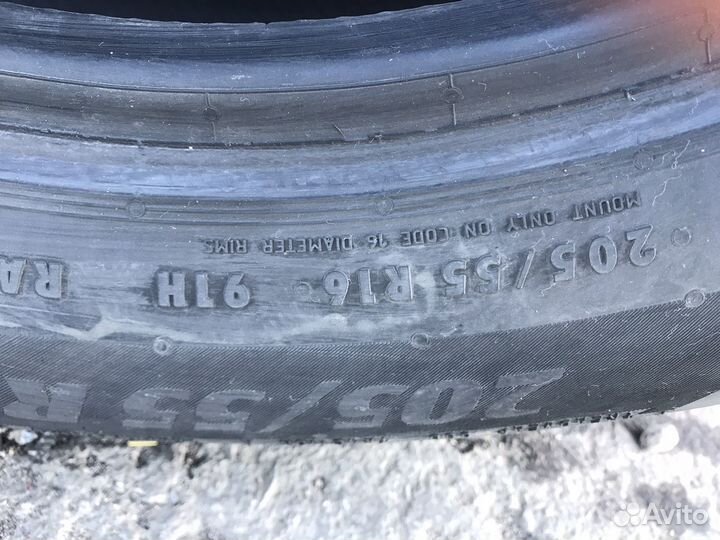 MOUNT ONLY ON CODE 16 DIAMETER RIMS
205/55 R16 91H RA
205/55 R
Avito